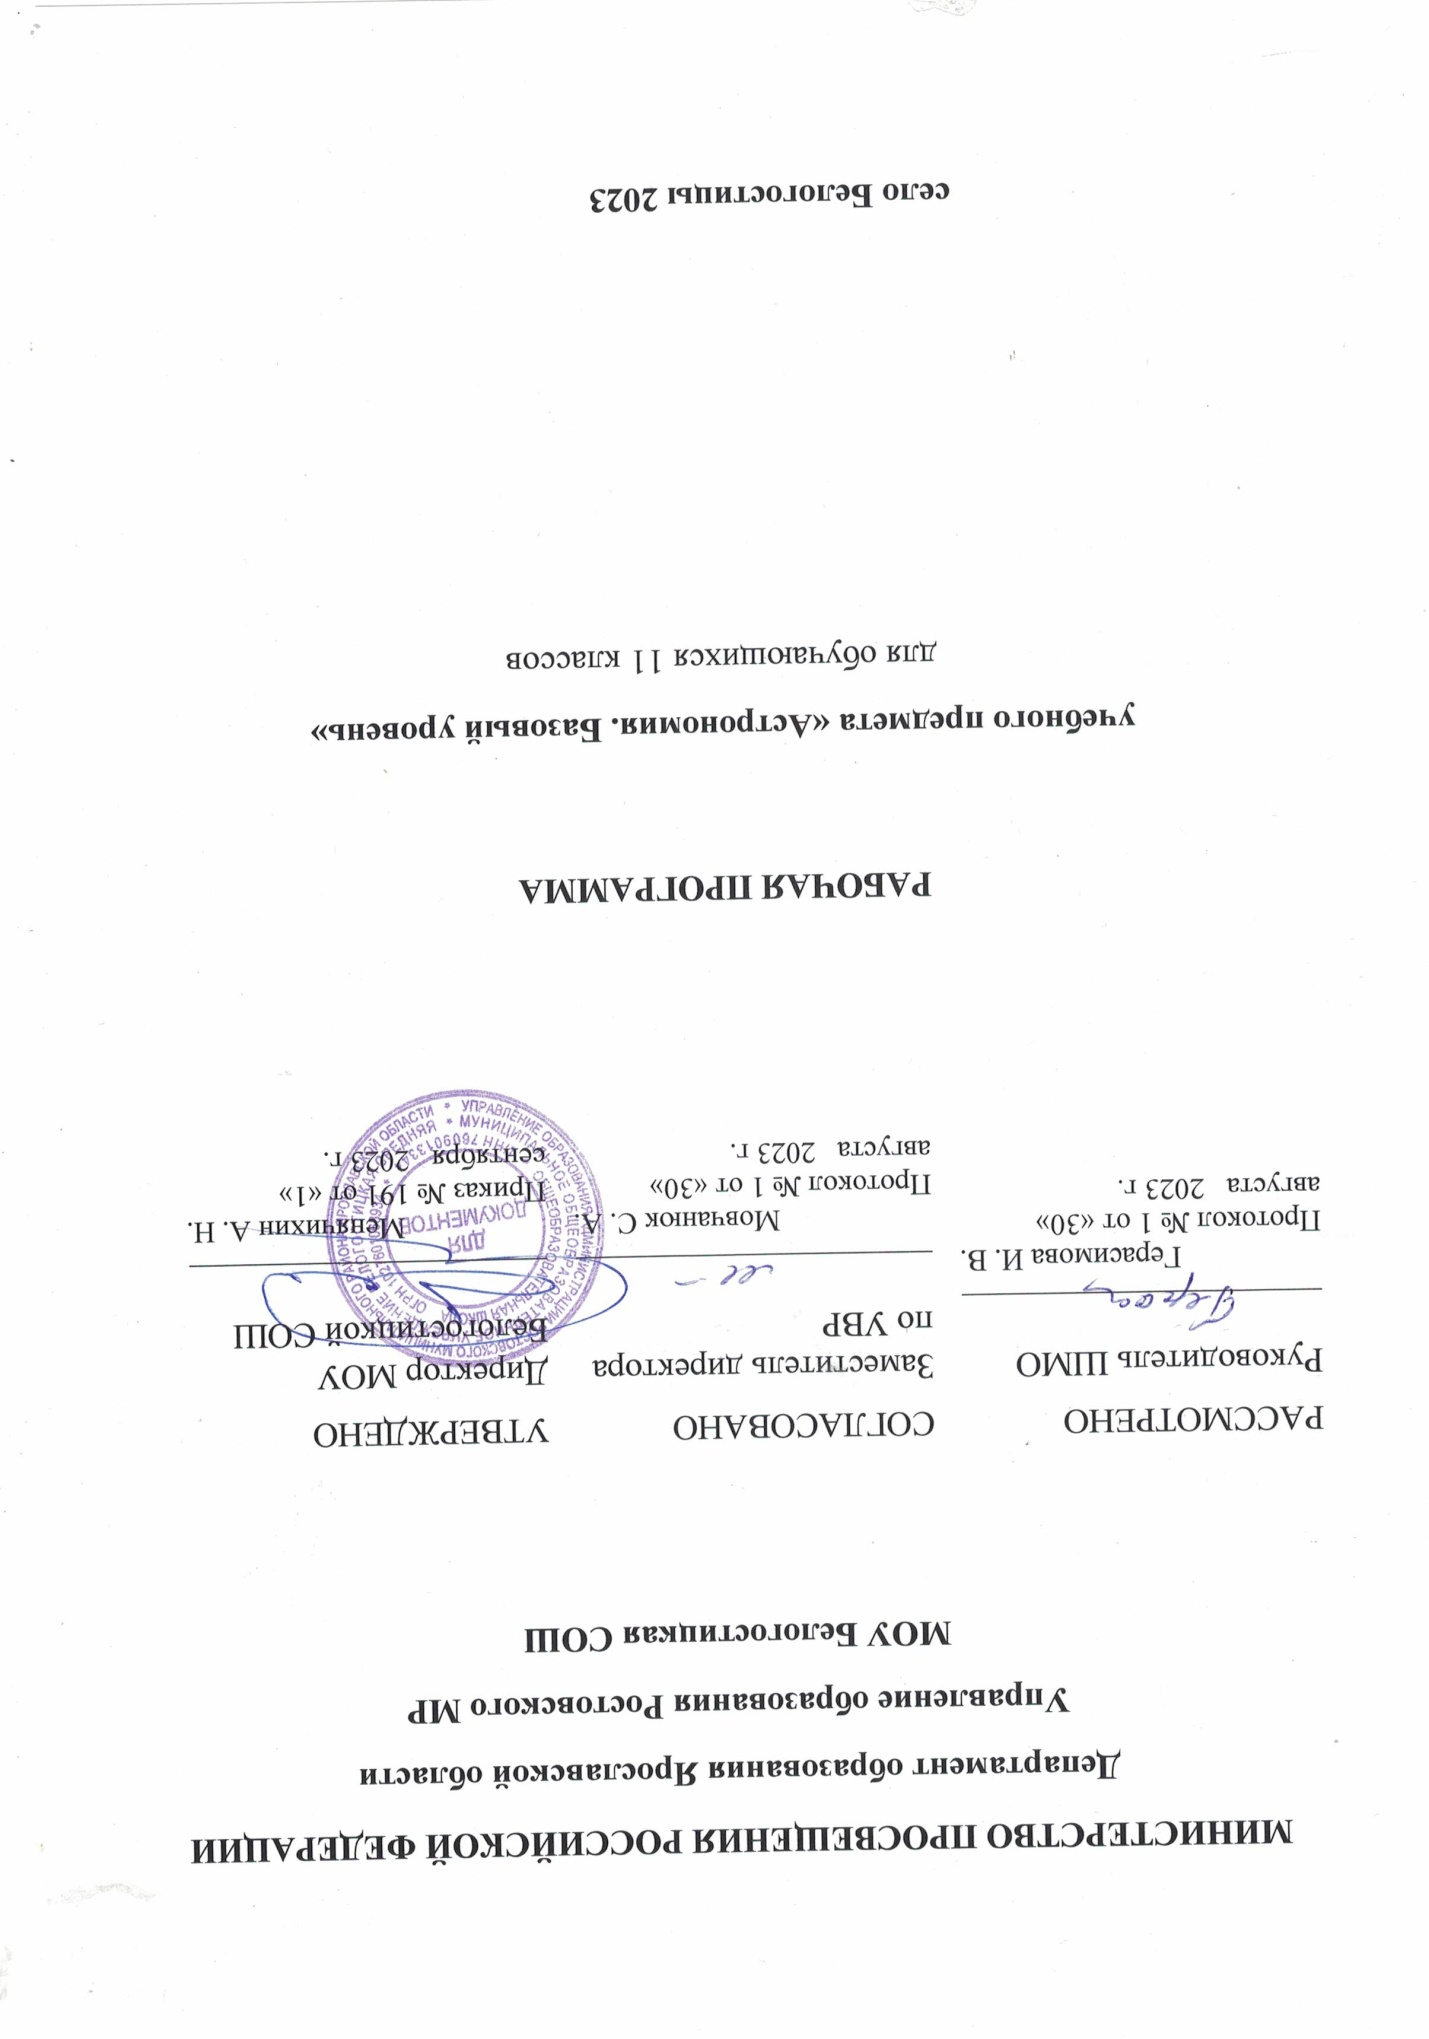 МИНИСТЕРСТВО ПРОСВЕЩЕНИЯ РОССИЙСКОЙ ФЕДЕРАЦИИ
Департамент образования Ярославской области
Управление образования Ростовского МР
МОУ Белогостицкая СОШ
РАССМОТРЕНО
Руководитель ШМО
Герасимова И. В.
Протокол № 1 от «30»
августа 2023 г.
СОГЛАСОВАНО
Заместитель директора
по УВР
Мовчанюк С. А.
Протокол № 1 от «30»
августа 2023 г.
УТВЕРЖДЕНО
Директор МОУ
Белогостицкой СОШ
Менячихин А. Н.
Приказ № 191 от «1»
сентября 2023 г.
ДЛЯ
ДОКУМЕНТОВ
РАБОЧАЯ ПРОГРАММА
учебного предмета «Астрономия. Базовый уровень»
для обучающихся 11 классов
село Белогостицы 2023